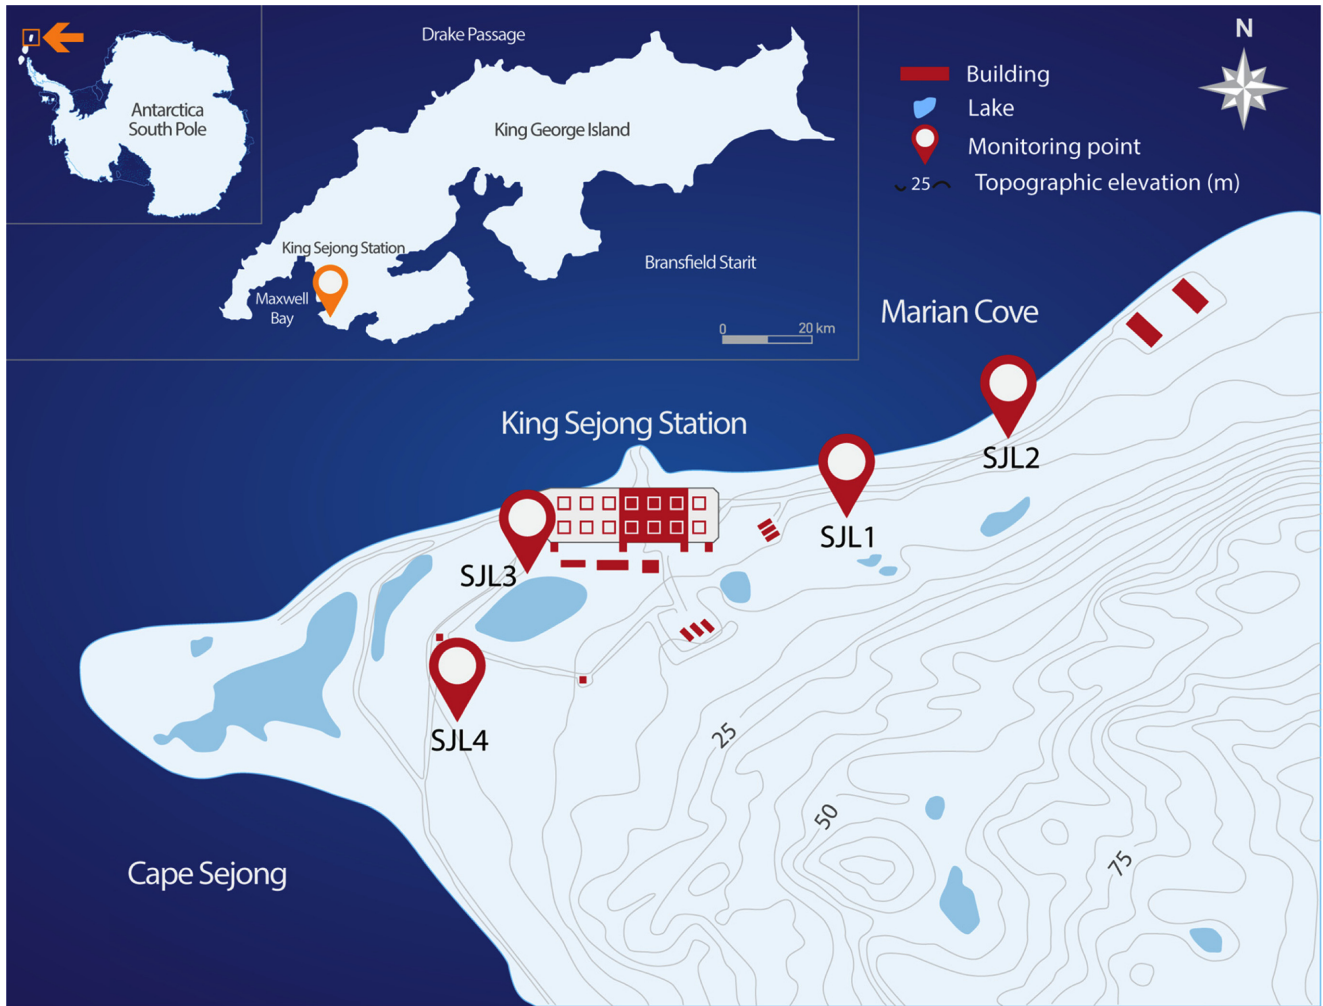 Antarctica
South Pole
Drake Passage
King George Island
King Sejong Station
Maxwell
Bay
Bransfield Starit
0 20 km
N
Building
Lake
Monitoring point
25 Topographic elevation (m)
Marian Cove
King Sejong Station
SJL2
SJL1
SJL3
SJL4
25
50
75
Cape Sejong